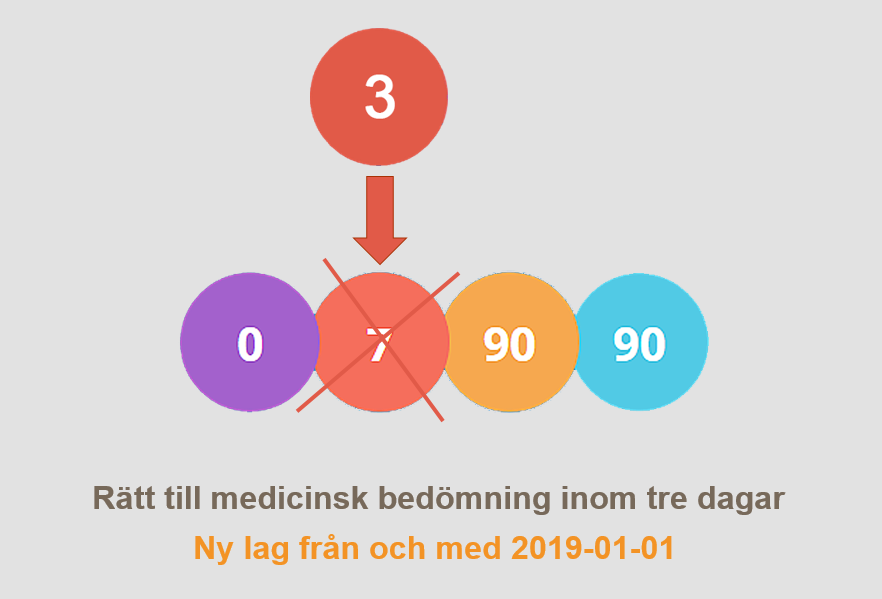 3
0 7 90 90
Rätt till medicinsk bedömning inom tre dagar
Ny lag från och med 2019-01-01